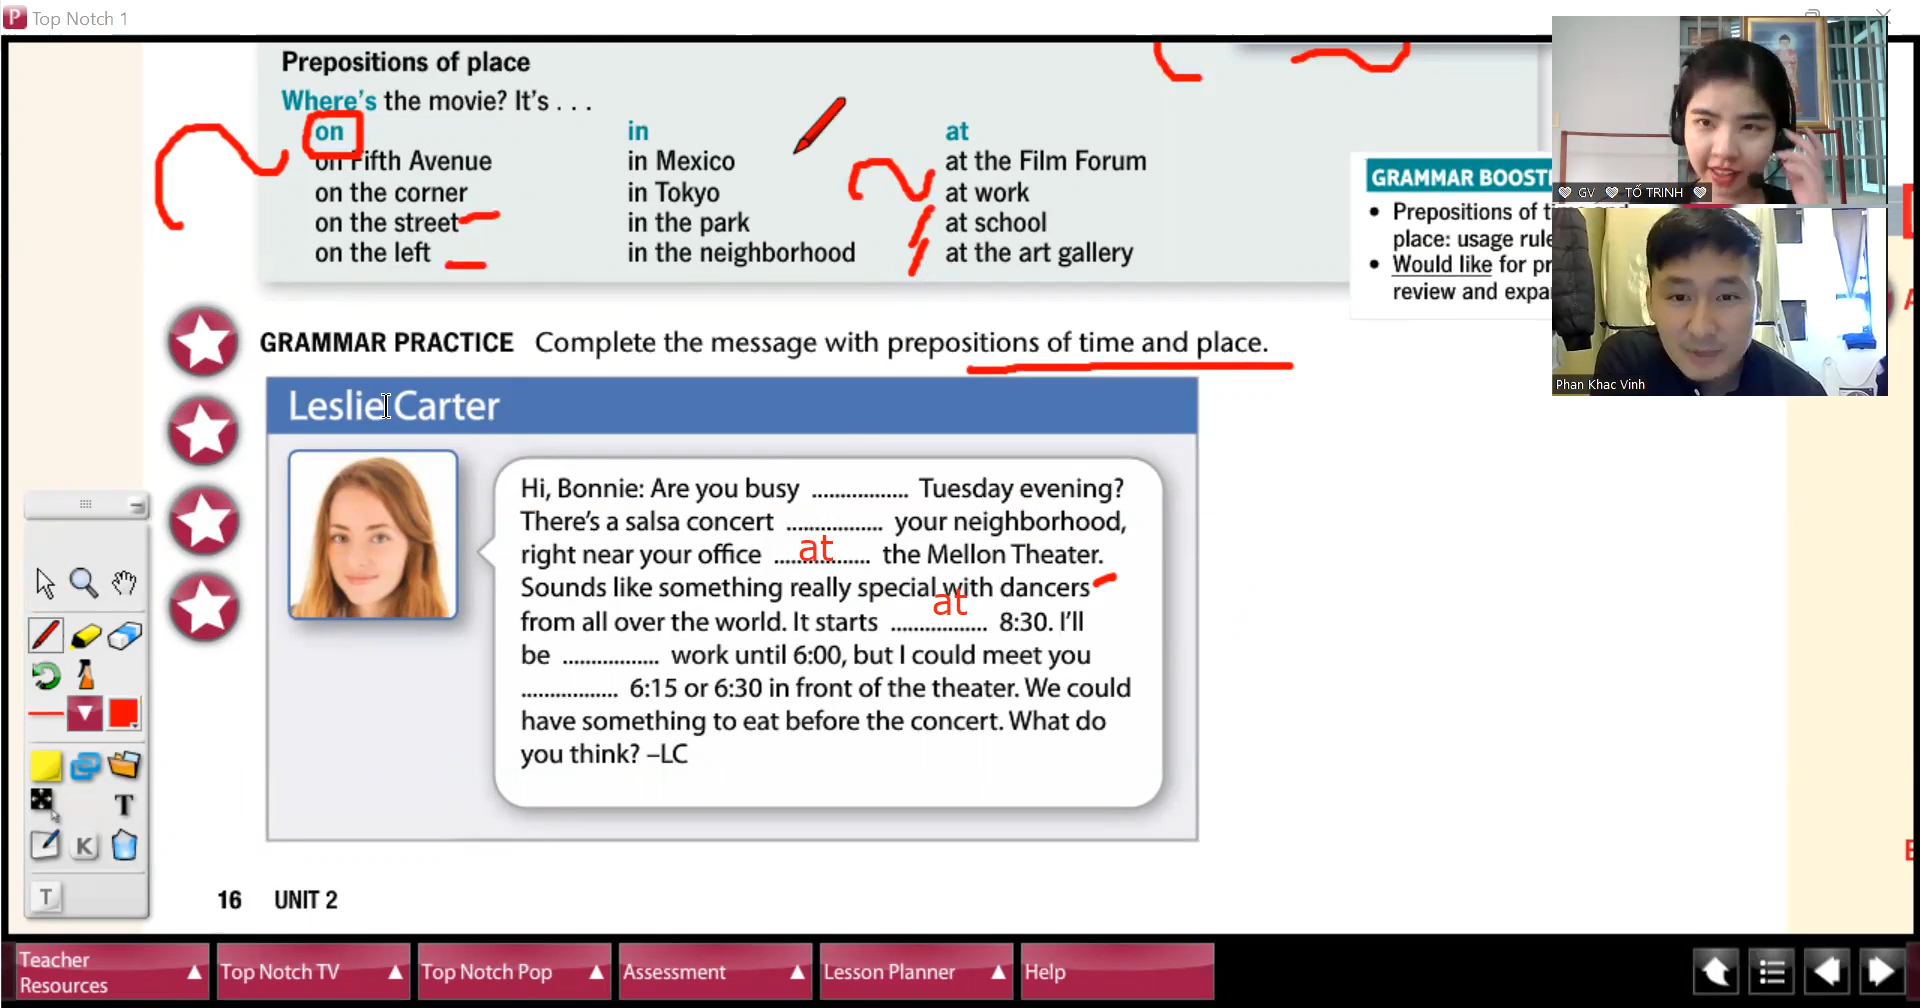 Top Notch 1
Prepositions of place
Where's the movie? It's . . .
on
in
at
on Fifth Avenue
in Mexico
at the Film Forum
on the corner
in Tokyo
at work
on the street
in the park
at school
on the left
in the neighborhood
at the art gallery
GRAMMAR BOOST
• Prepositions of
place: usage rule
• Would like for pr
review and expa
GV TỐ TRINH
Phan Khac Vinh
GRAMMAR PRACTICE Complete the message with prepositions of time and place.
Leslie Carter
Hi, Bonnie: Are you busy ................. Tuesday evening?
There's a salsa concert ................. your neighborhood,
right near your office ....at.... the Mellon Theater.
Sounds like something really special with dancers
at
from all over the world. It starts ................. 8:30. I'll
be ................. work until 6:00, but I could meet you
................. 6:15 or 6:30 in front of the theater. We could
have something to eat before the concert. What do
you think? –LC
T
K
T
16 UNIT 2
Teacher Resources
Top Notch TV
Top Notch Pop
Assessment
Lesson Planner
Help